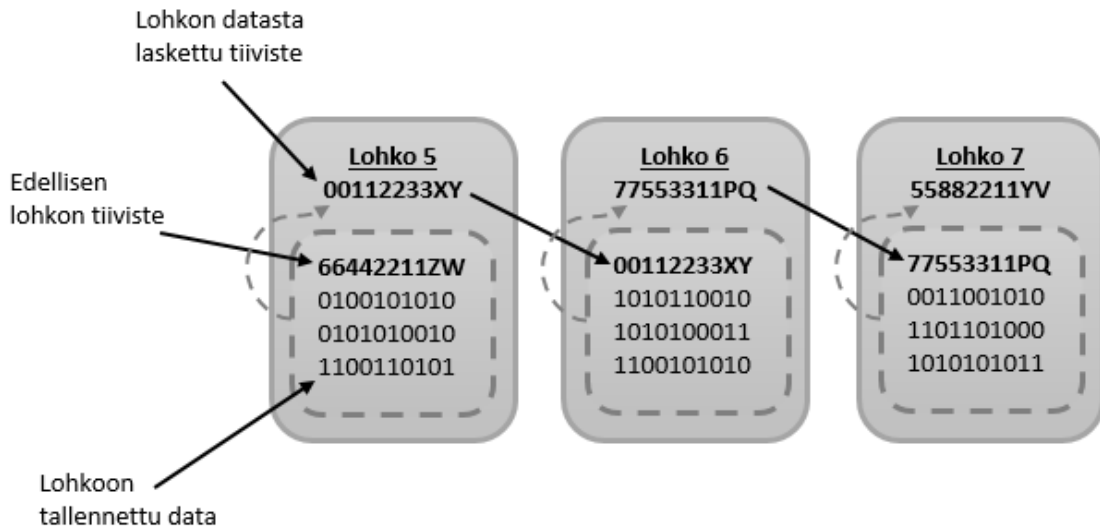 Lohkon datasta
laskettu tiiviste
Edellisen
lohkon tiiviste
Lohkoon
tallennettu data
Lohko 5
00112233XY
66442211ZW
0100101010
0101010010
1100110101
Lohko 6
77553311PQ
00112233XY
1010110010
1010100011
1100101010
Lohko 7
55882211YV
77553311PQ
0011001010
1101101000
1010101011